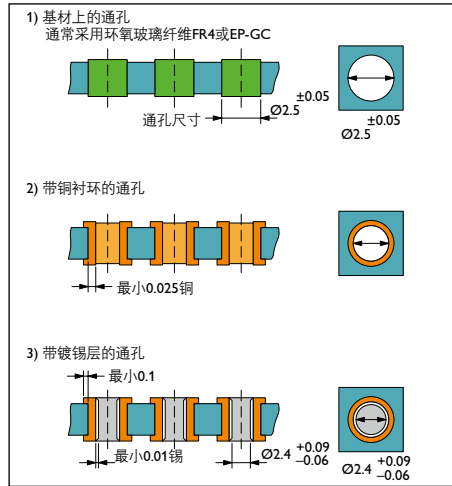 1) 基材上的通孔
通常采用环氧玻璃纤维FR4或EP-GC
通孔尺寸
Ø2.5 ±0.05
±0.05
Ø2.5
2) 带铜衬环的通孔
最小0.025铜
3) 带镀锡层的通孔
最小0.1
最小0.01锡
Ø2.4 +0.09 –0.06
Ø2.4 +0.09 –0.06